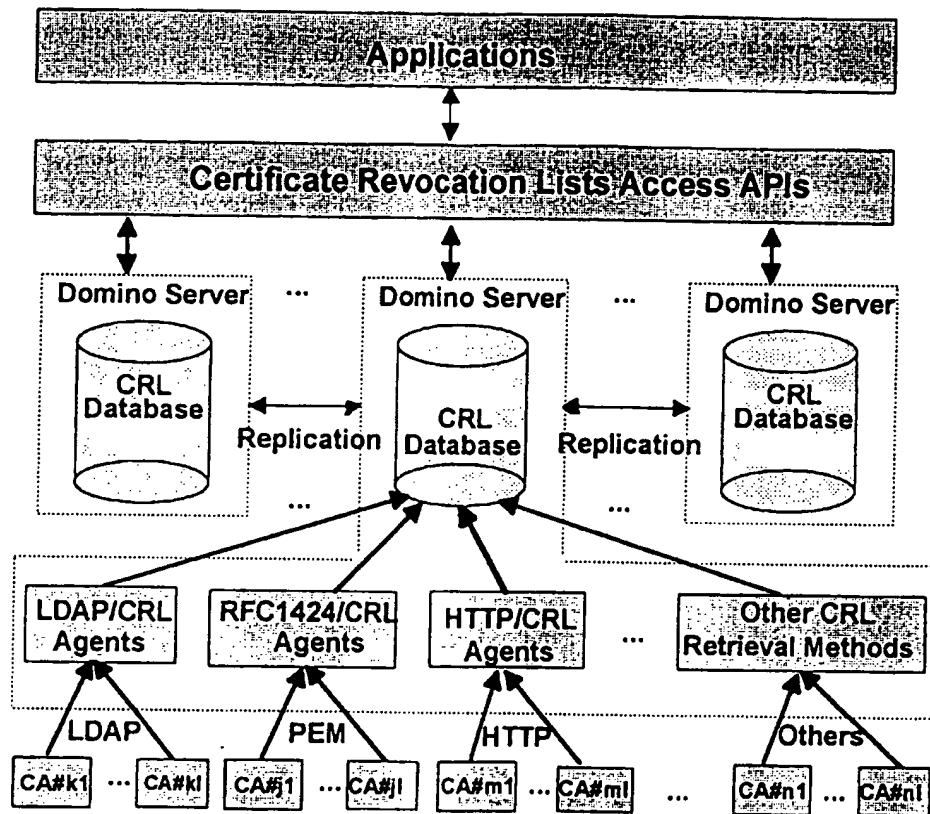 Applications
Certificate Revocation Lists Access APIs
Domino Server
...
Domino Server
...
Domino Server
CRL
Database
CRL
Database
CRL
Database
Replication
Replication
...
...
LDAP/CRL
Agents
RFC1424/CRL
Agents
HTTP/CRL
Agents
...
Other CRL
Retrieval Methods
LDAP
PEM
HTTP
Others
CA#k1
...
CA#kl
CA#j1
...
CA#jl
CA#m1
...
CA#ml
...
CA#n1
...
CA#nl